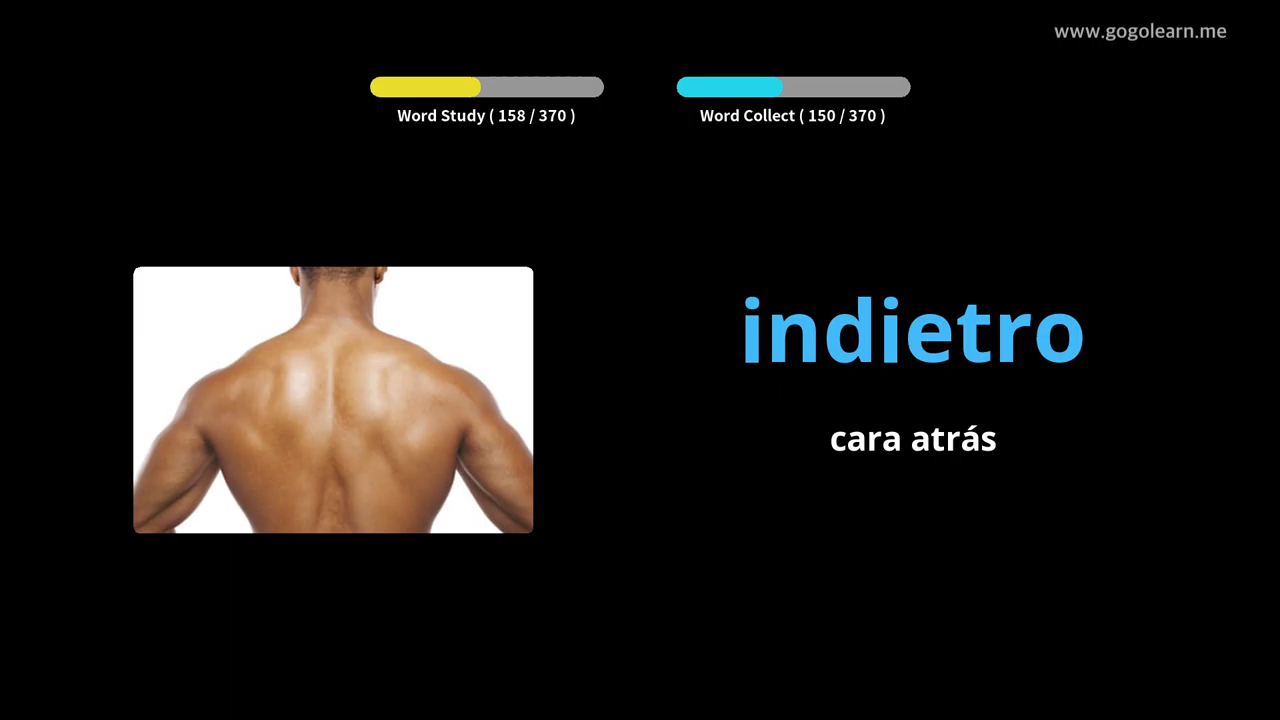 www.gogolearn.me
Word Study ( 158 / 370 )
Word Collect ( 150 / 370 )
indietro
cara atrás